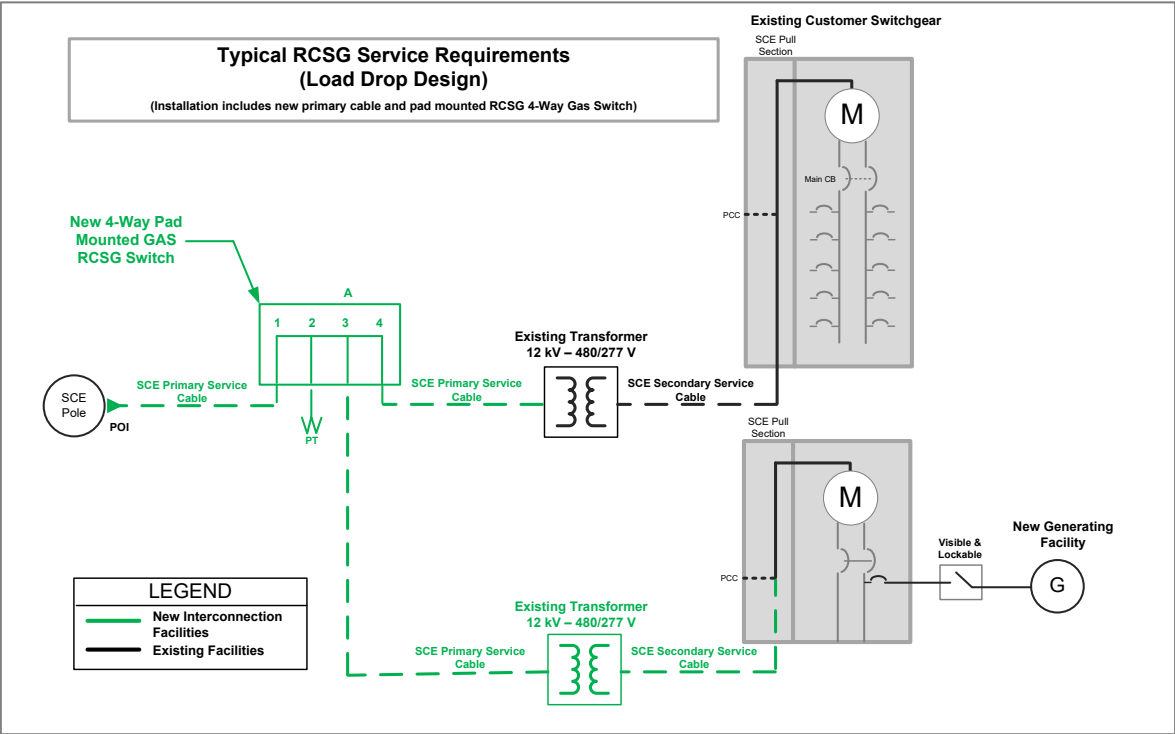 Typical RCSG Service Requirements
(Load Drop Design)
(Installation includes new primary cable and pad mounted RCSG 4-Way Gas Switch)
Existing Customer Switchgear
SCE Pull
Section
M
Main CB
PCC
New 4-Way Pad
Mounted GAS
RCSG Switch
A
1 2 3 4
SCE
Pole
POI
SCE Primary Service
Cable
PT
SCE Primary Service
Cable
Existing Transformer
12 kV – 480/277 V
SCE Secondary Service
Cable
SCE Pull
Section
M
PCC
Visible &
Lockable
New Generating
Facility
G
Existing Transformer
12 kV – 480/277 V
SCE Primary Service
Cable
SCE Secondary Service
Cable
LEGEND
New Interconnection
Facilities
Existing Facilities